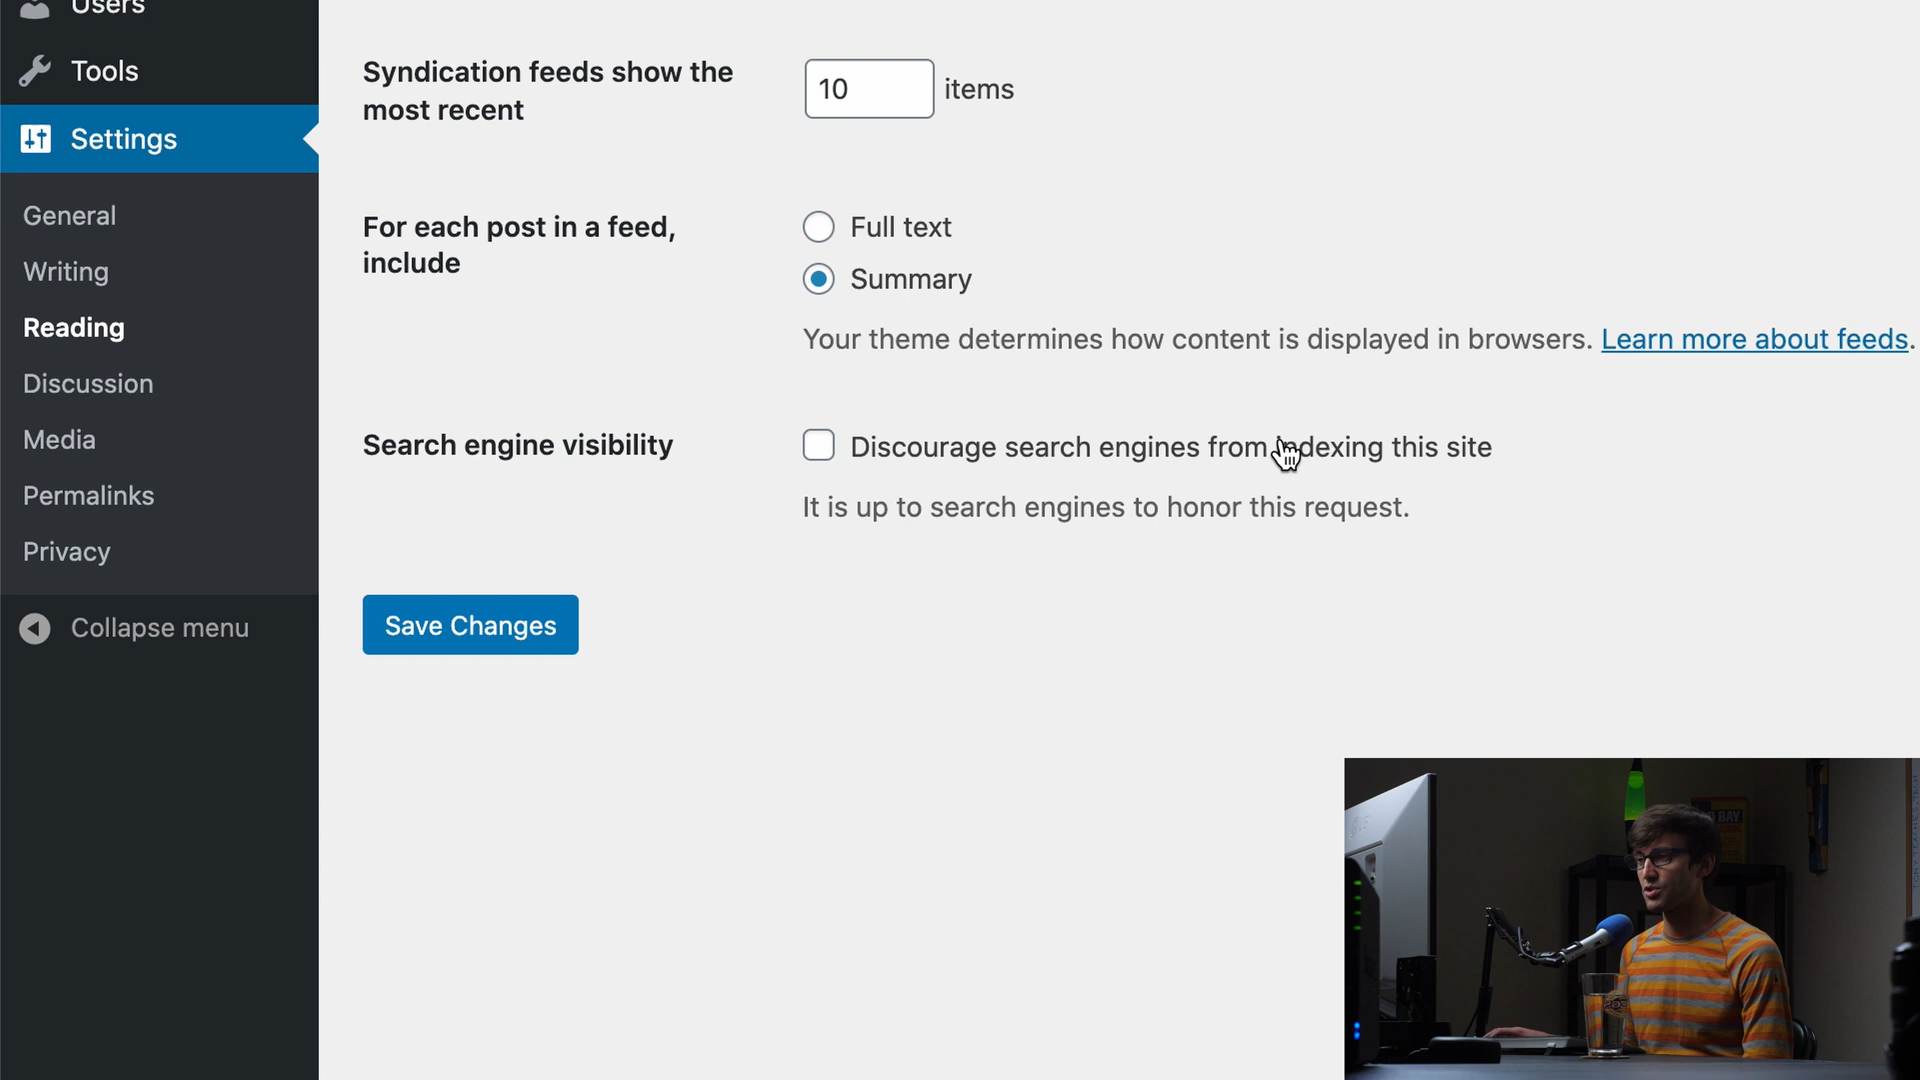 Users
Tools
Settings
General
Writing
Reading
Discussion
Media
Permalinks
Privacy
Collapse menu
Syndication feeds show the
most recent
10 items
For each post in a feed,
include
Full text
Summary
Your theme determines how content is displayed in browsers. Learn more about feeds.
Search engine visibility
Discourage search engines from indexing this site
It is up to search engines to honor this request.
Save Changes
BAY